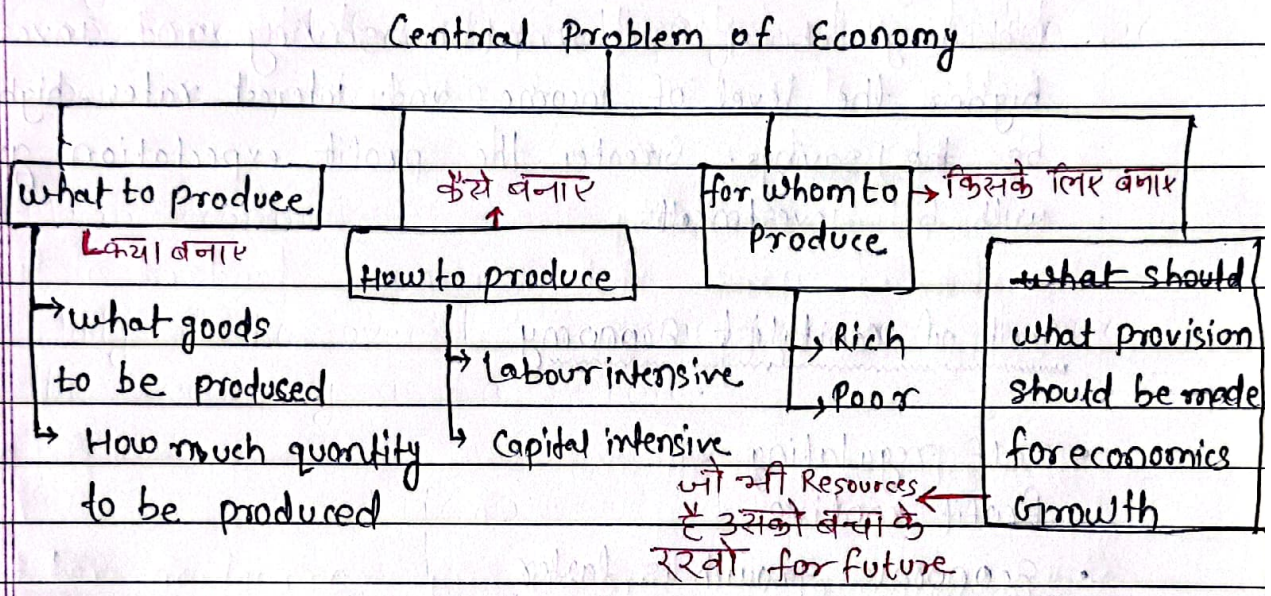 Central Problem of Economy
What to produce
क्या बनाए
→ what goods
to be prodused
→ How much quantity
to be produced
कैसे बनाए
How to produce
→ Labour intensive
→ Capital intensive
for whom to → किसके लिए बनाए
Produce
→ Rich
→ Poor
what should
what provision
should be made
for economics
Growth
जो भी Resources
है उसको बचा के
रखो for future